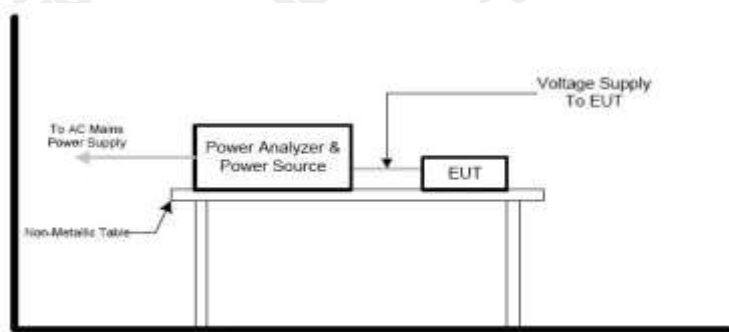 Voltage Supply
To EUT
To AC Mains
Power Supply
Power Analyzer &
Power Source
EUT
Non-Metallic Table